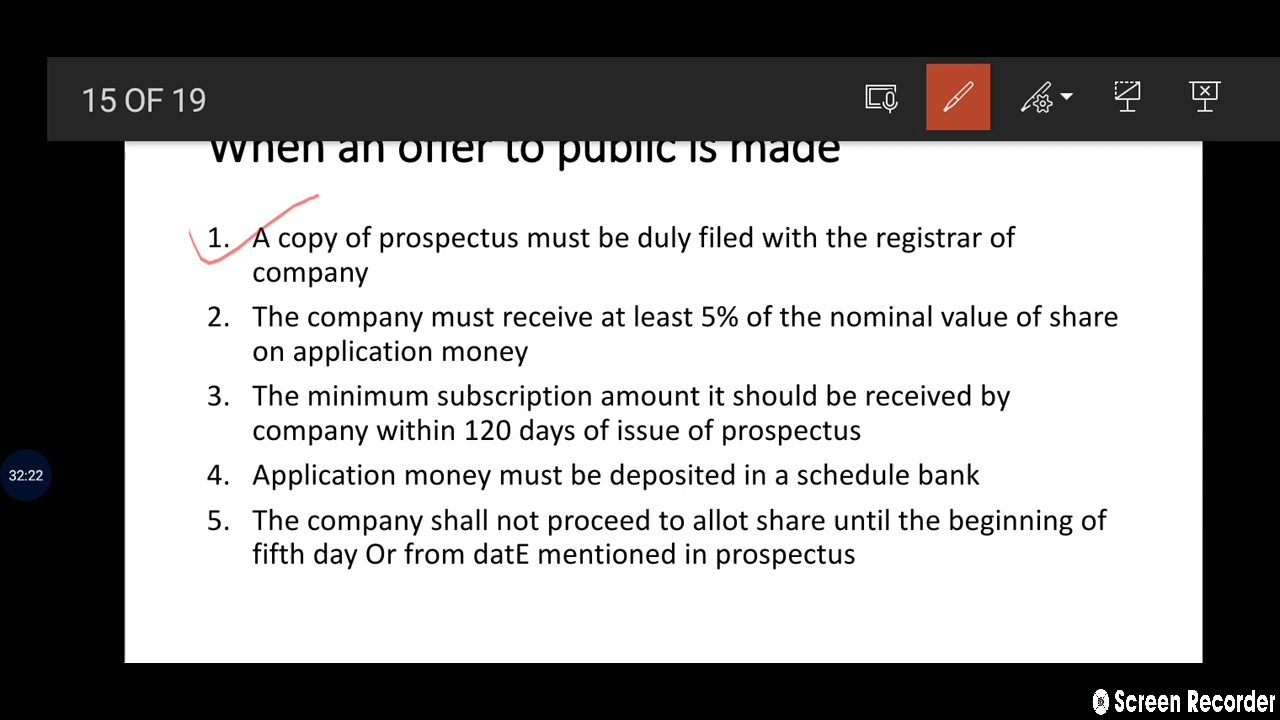 15 OF 19
When an offer to public is made
1. A copy of prospectus must be duly filed with the registrar of
company
2. The company must receive at least 5% of the nominal value of share
on application money
3. The minimum subscription amount it should be received by
company within 120 days of issue of prospectus
32:22
4. Application money must be deposited in a schedule bank
5. The company shall not proceed to allot share until the beginning of
fifth day Or from datE mentioned in prospectus
Screen Recorder